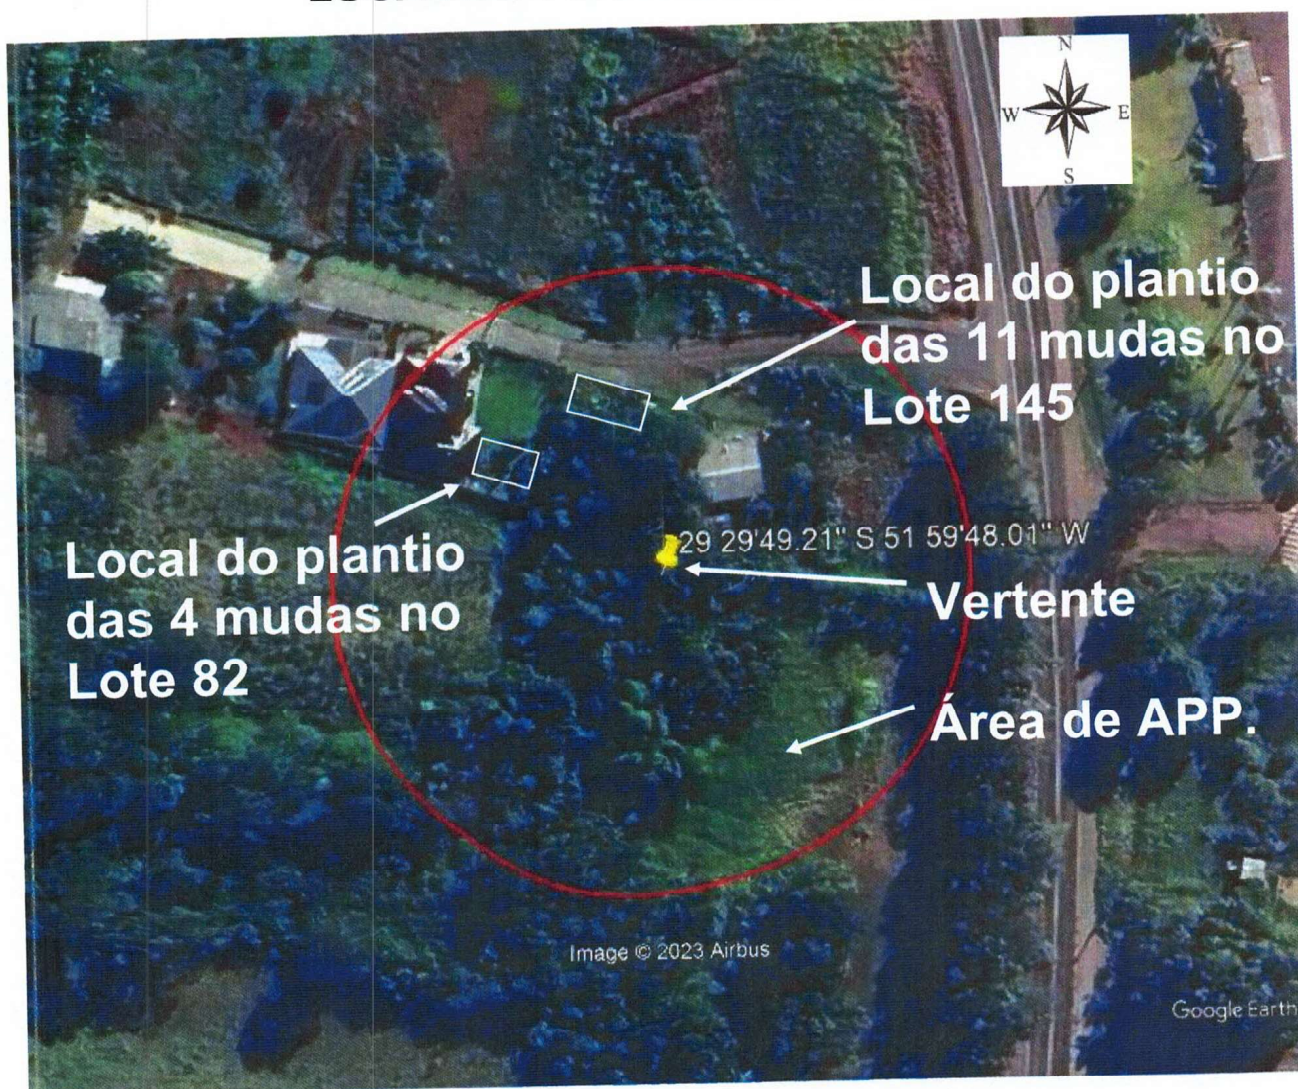 N
W E
S
Local do plantio
das 11 mudas no
Lote 145
29 29'49.21" S 51 59'48.01" W
Local do plantio
das 4 mudas no
Lote 82
Vertente
Área de APP.
Image © 2023 Airbus
Google Earth